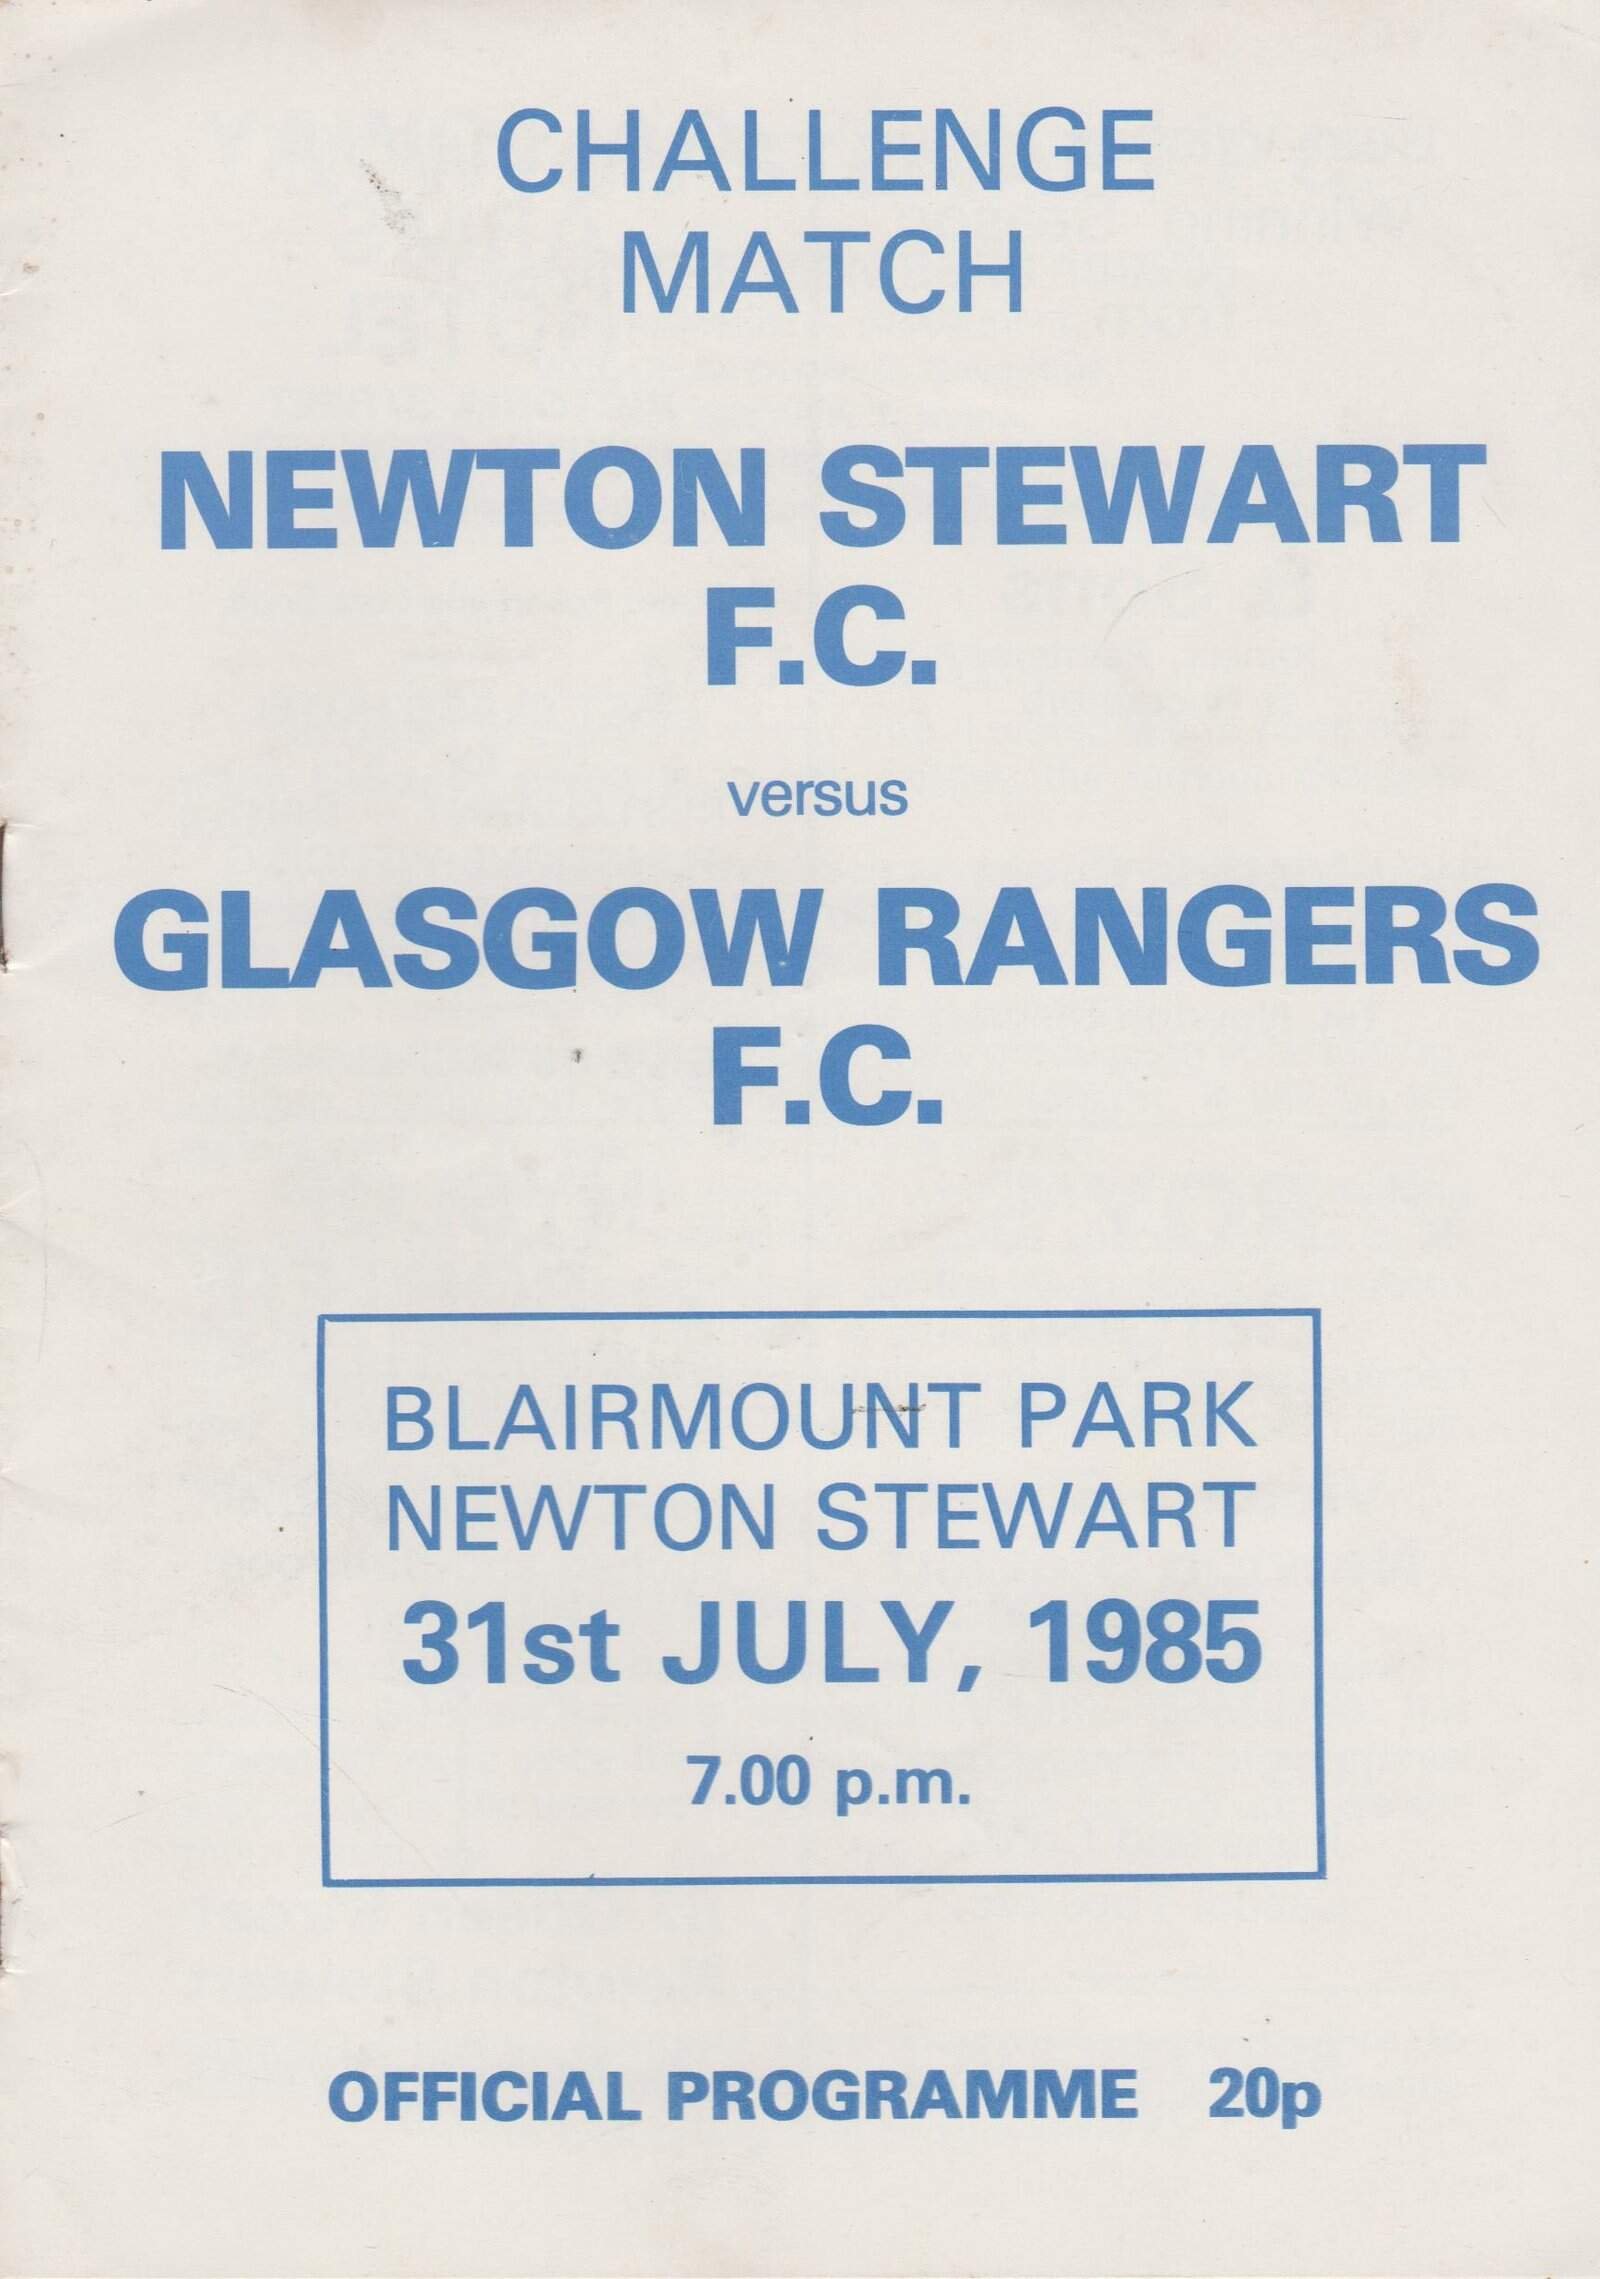 CHALLENGE
MATCH
NEWTON STEWART
F.C.
versus
GLASGOW RANGERS
F.C.
BLAIRMOUNT PARK
NEWTON STEWART
31st JULY, 1985
7.00 p.m.
OFFICIAL PROGRAMME 20p